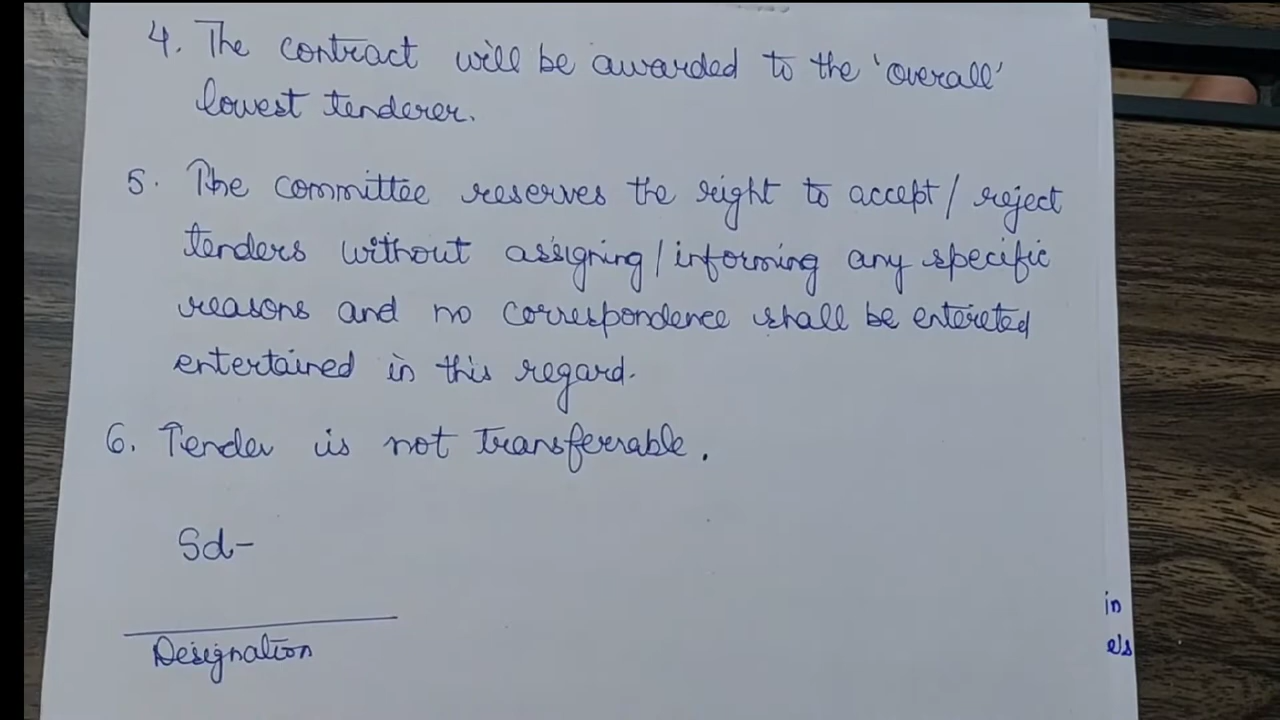 4. The contract will be awarded to the 'overall'
lowest tenderer.
5. The committee reserves the right to accept / reject
tenders without assigning / informing any specific
reasons and no correspondence shall be entereted
entertained in this regard.
6. Tender is not transferrable.
Sd-
Designation
in
e's